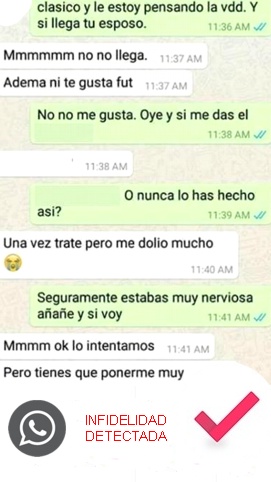 clasico y le estoy pensando la vdd. Y
si llega tu esposo.
11:36 AM
Mmmmmm no no llega. 11:37 AM
Adema ni te gusta fut 11:37 AM
No no me gusta. Oye y si me das el
11:38 AM
11:38 AM
O nunca lo has hecho
asi? 11:39 AM
Una vez trate pero me dolio mucho
11:40 AM
Seguramente estabas muy nerviosa
añañe y si voy 11:41 AM
Mmmm ok lo intentamos 11:41 AM
Pero tienes que ponerme muy
INFIDELIDAD
DETECTADA